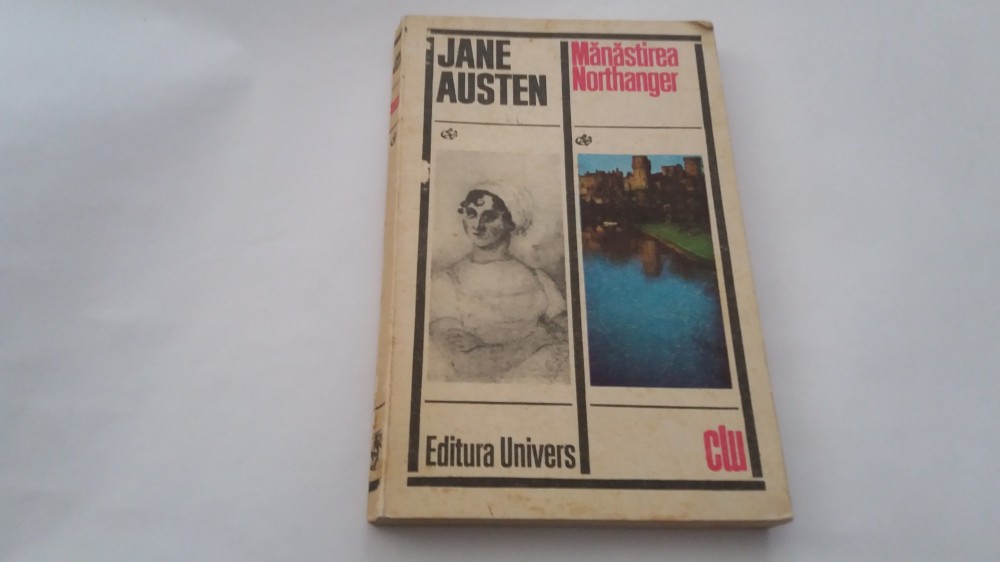 JANE
AUSTEN
Mănăstirea
Northanger
Editura Univers
clu